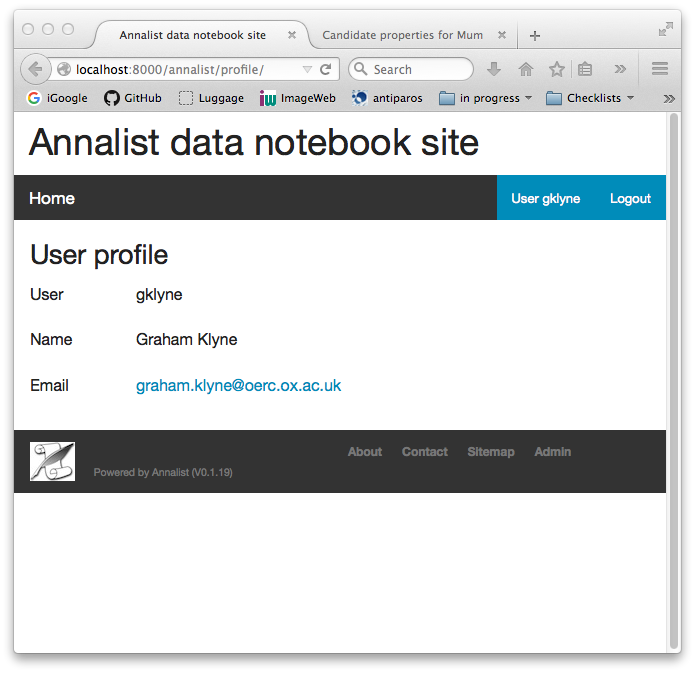 Annalist data notebook site
Candidate properties for Mum
localhost:8000/annalist/profile/
Search
iGoogle
GitHub
Luggage
ImageWeb
antiparos
in progress
Checklists
Annalist data notebook site
Home
User gklyne
Logout
User profile
User gklyne
Name Graham Klyne
Email graham.klyne@oerc.ox.ac.uk
About Contact Sitemap Admin
Powered by Annalist (V0.1.19)